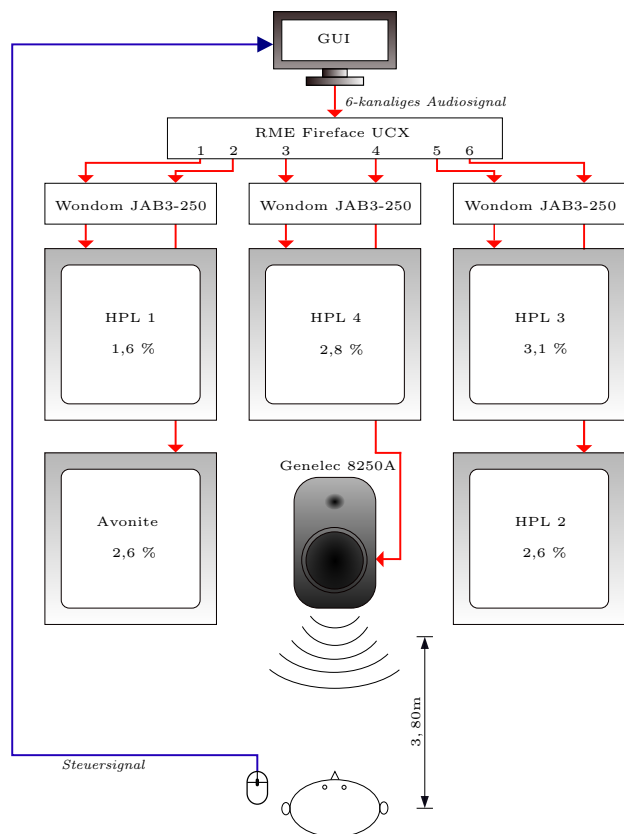 GUI
6-kanaliges Audiosignal
RME Fireface UCX
1 2 3 4 5 6
Wondom JAB3-250
Wondom JAB3-250
Wondom JAB3-250
HPL 1
1,6 %
HPL 4
2,8 %
HPL 3
3,1 %
Genelec 8250A
Avonite
2,6 %
HPL 2
2,6 %
3, 80m
Steuersignal